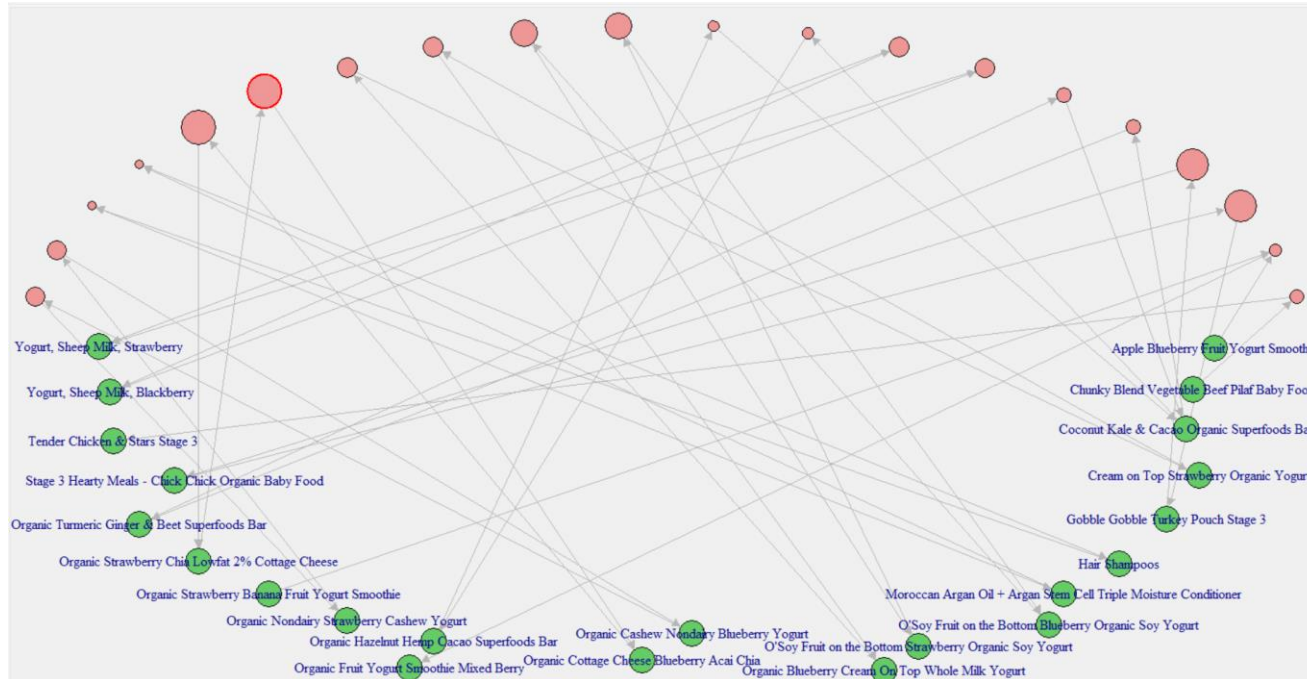 Yogurt, Sheep Milk, Strawberry
Apple Blueberry Fruit Yogurt Smooth
Yogurt, Sheep Milk, Blackberry
Chunky Blend Vegetable Beef Pilaf Baby Foo
Tender Chicken & Stars Stage 3
Coconut Kale & Cacao Organic Superfoods Ba
Stage 3 Hearty Meals - Chick Chick Organic Baby Food
Cream on Top Strawberry Organic Yogur
Organic Turmeric Ginger & Beet Superfoods Bar
Gobble Gobble Turkey Pouch Stage 3
Organic Strawberry Chia Lowfat 2% Cottage Cheese
Hair Shampoos
Organic Strawberry Banana Fruit Yogurt Smoothie
Moroccan Argan Oil + Argan Stem Cell Triple Moisture Conditioner
Organic Nondairy Strawberry Cashew Yogurt
O'Soy Fruit on the Bottom Blueberry Organic Soy Yogurt
Organic Hazelnut Hemp Cacao Superfoods Bar
Organic Cashew Nondairy Blueberry Yogurt
O'Soy Fruit on the Bottom Strawberry Organic Soy Yogurt
Organic Fruit Yogurt Smoothie Mixed Berry
Organic Cottage Cheese Blueberry Acai Chia
Organic Blueberry Cream On Top Whole Milk Yogurt